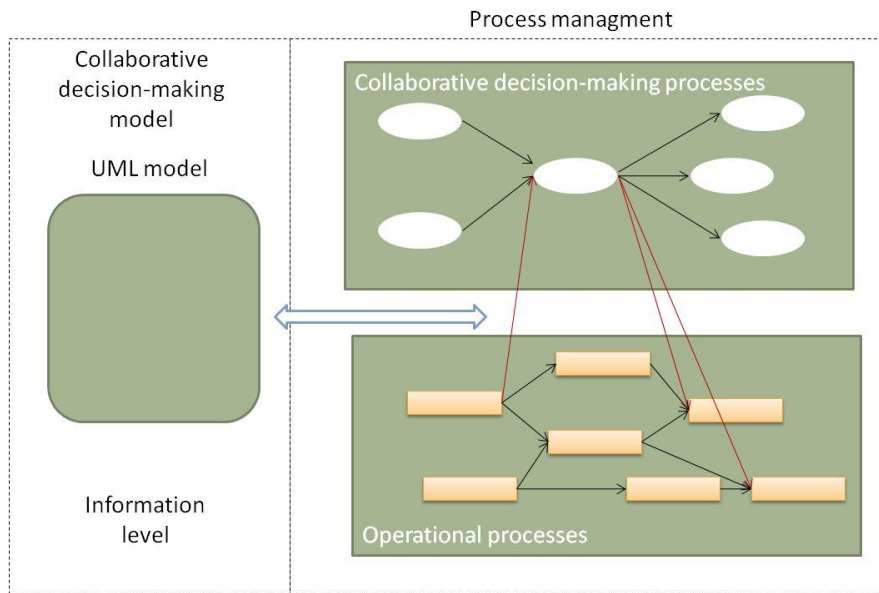 Process managment
Collaborative
decision-making
model
UML model
Information
level
Collaborative decision-making processes
Operational processes